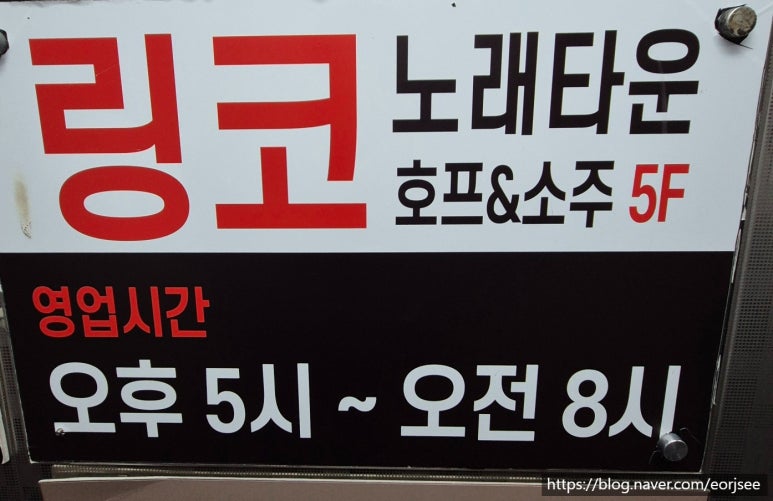 링코 노래타운
호프&소주 5F
영업시간
오후 5시 ~ 오전 8시
https://blog.naver.com/eorjsee